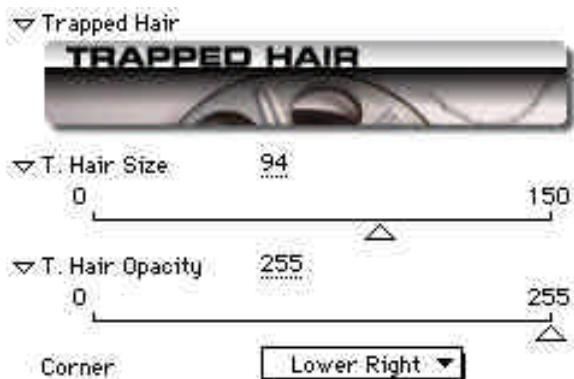 Trapped Hair
TRAPPED HAIR
T. Hair Size 94
0 150
T. Hair Opacity 255
0 255
Corner Lower Right